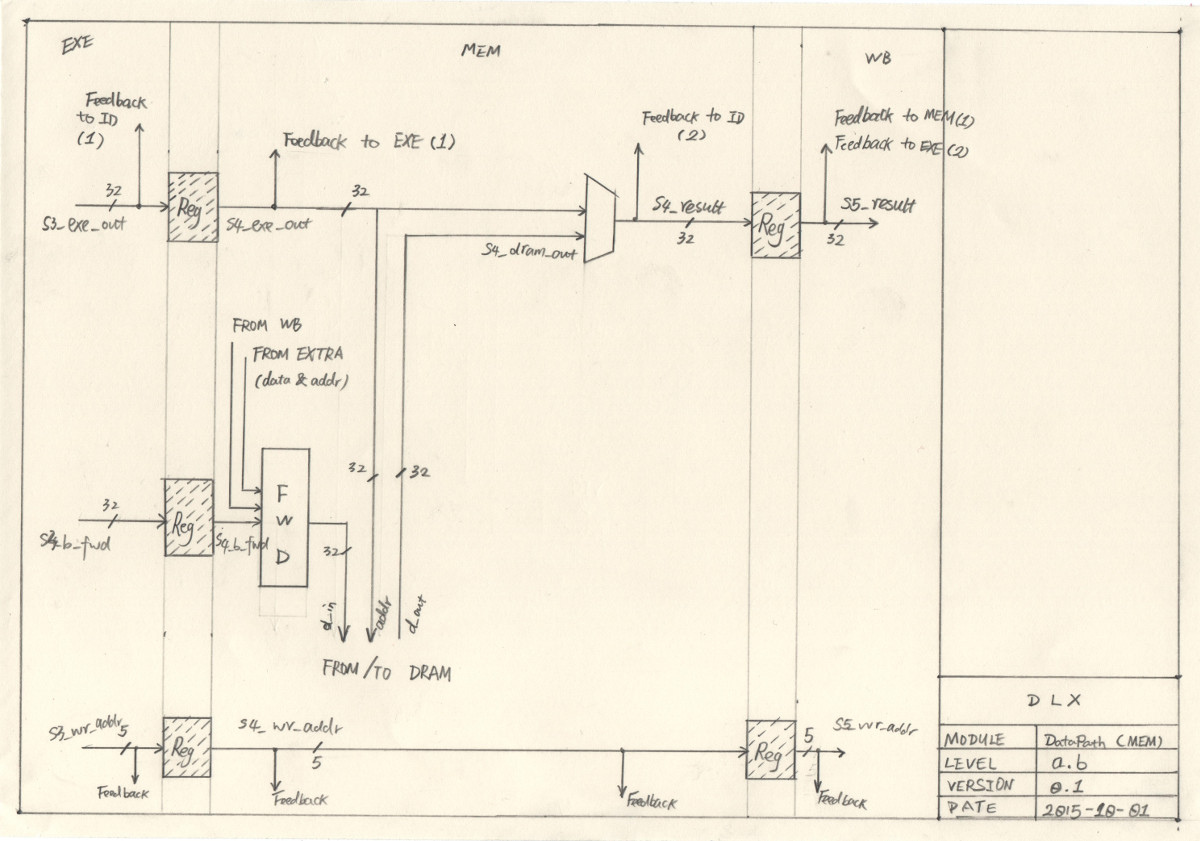 EXE
MEM
WB
Feedback
to ID
(1)
Feedback to EXE (1)
Feedback to ID
(2)
Feedback to MEM(1)
Feedback to EXE (2)
32
Reg
32
S3_exe_out
S4_exe_out
S4_dram_out
S4_result
32
Reg
S5_result
32
FROM WB
FROM EXTRA
(data & addr)
32
32
32
Reg
b_fwd
S4_b_fwd
F
W
D
32
d_in
addr
d_out
FROM/TO DRAM
S3_wr_addr
5
Reg
S4_wr_addr
5
Reg
5
S5_wr_addr
Feedback
Feedback
Feedback
Feedback
DLX
MODULE DataPath (MEM)
LEVEL a.b
VERSION 0.1
DATE 2015-10-01